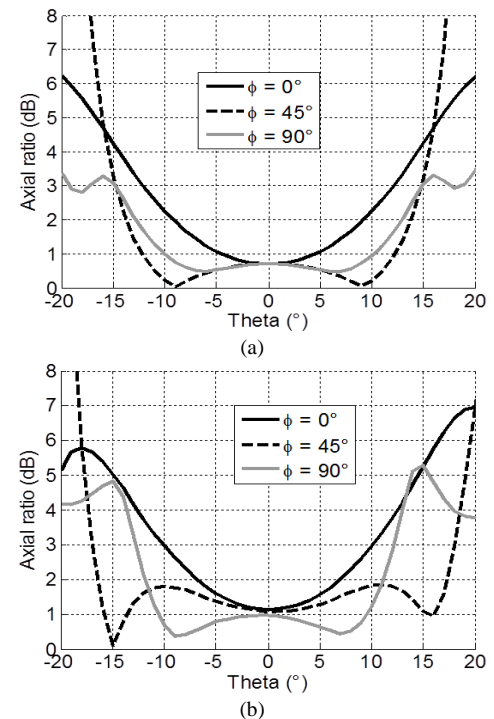 8
7
6
5
4
3
2
1
0
Axial ratio (dB)
ϕ = 0°
ϕ = 45°
ϕ = 90°
-20 -15 -10 -5 0 5 10 15 20
Theta (°)
(a)
8
7
6
5
4
3
2
1
0
Axial ratio (dB)
ϕ = 0°
ϕ = 45°
ϕ = 90°
-20 -15 -10 -5 0 5 10 15 20
Theta (°)
(b)